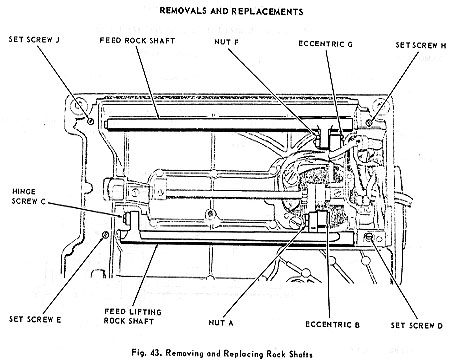 REMOVALS AND REPLACEMENTS
SET SCREW J
FEED ROCK SHAFT
NUT F
ECCENTRIC G
SET SCREW H
HINGE
SCREW C
SET SCREW E
FEED LIFTING
ROCK SHAFT
NUT A
ECCENTRIC B
SET SCREW D
Fig. 43. Removing and Replacing Rock Shafts